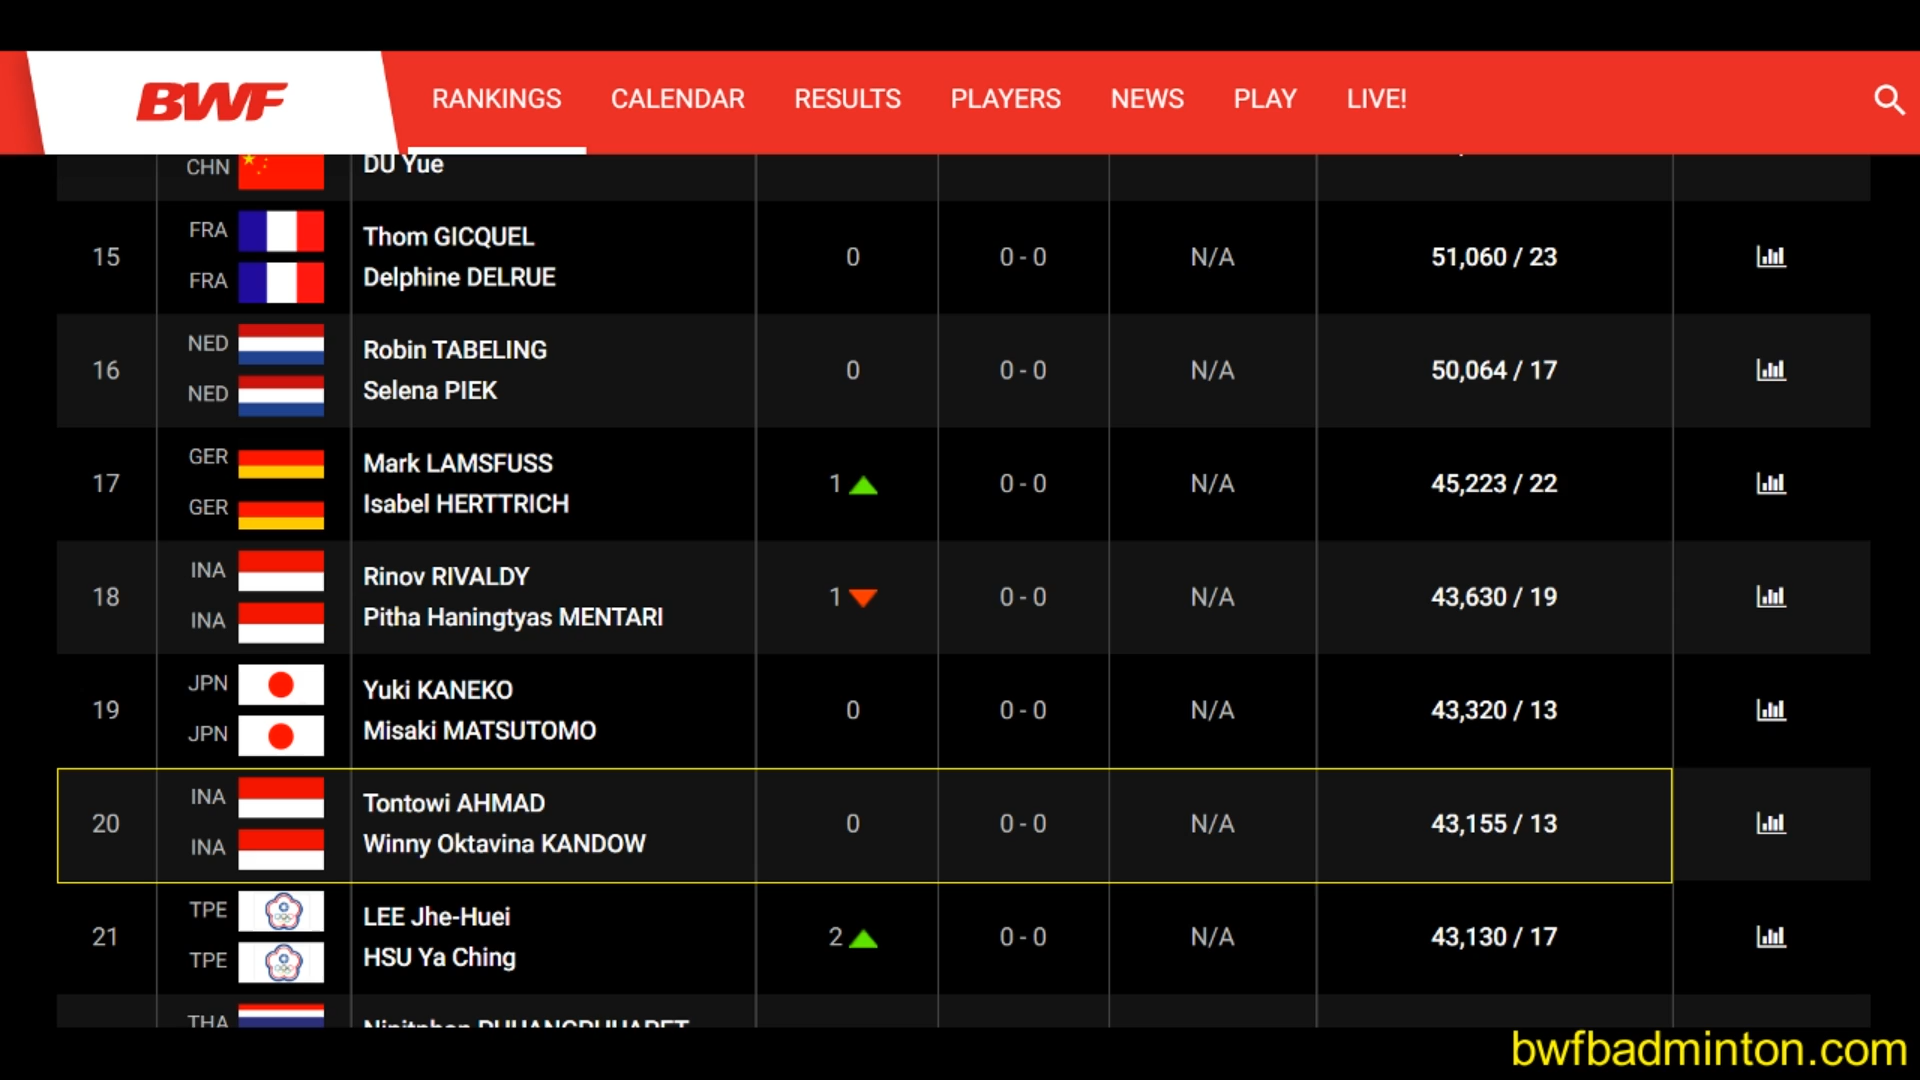 BWF RANKINGS CALENDAR RESULTS PLAYERS NEWS PLAY LIVE!
CHN DU Yue
15 FRA FRA Thom GICQUEL 0 0 - 0 N/A 51,060 / 23
Delphine DELRUE
16 NED NED Robin TABELING 0 0 - 0 N/A 50,064 / 17
Selena PIEK
17 GER GER Mark LAMSFUSS 1 0 - 0 N/A 45,223 / 22
Isabel HERTTRICH
18 INA INA Rinov RIVALDY 1 0 - 0 N/A 43,630 / 19
Pitha Haningtyas MENTARI
19 JPN JPN Yuki KANEKO 0 0 - 0 N/A 43,320 / 13
Misaki MATSUTOMO
20 INA INA Tontowi AHMAD 0 0 - 0 N/A 43,155 / 13
Winny Oktavina KANDOW
21 TPE TPE LEE Jhe-Huei 2 0 - 0 N/A 43,130 / 17
HSU Ya Ching
THA
bwfbadminton.com